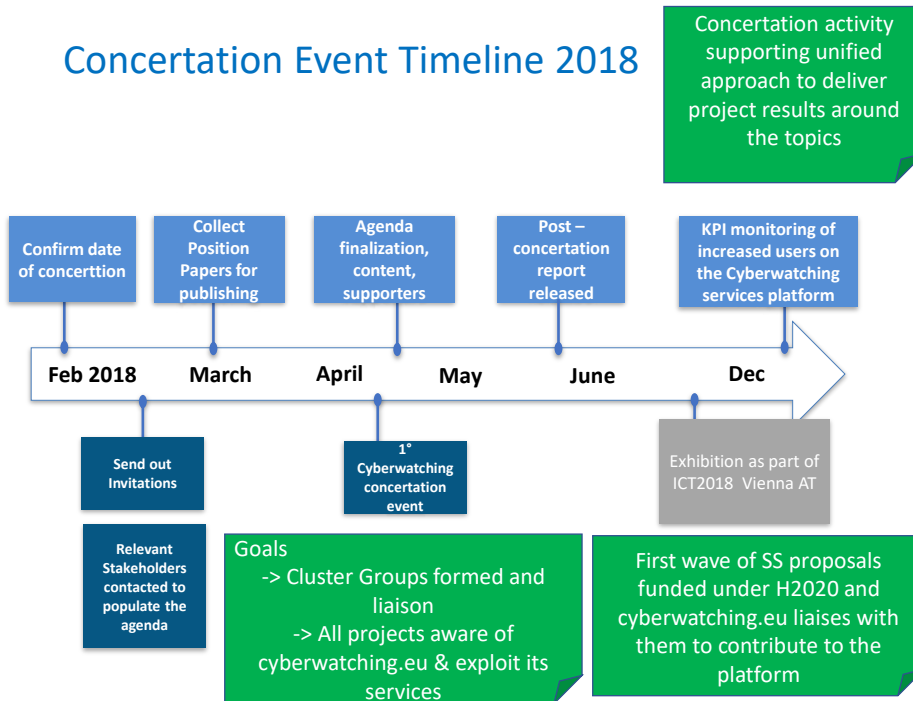 Concertation Event Timeline 2018
Concertation activity
supporting unified
approach to deliver
project results around
the topics
Confirm date
of concerttion
Collect
Position
Papers for
publishing
Agenda
finalization,
content,
supporters
Post –
concertation
report
released
KPI monitoring of
increased users on
the Cyberwatching
services platform
Feb 2018
March
April
May
June
Dec
Send out
Invitations
1°
Cyberwatching
concertation
event
Exhibition as part of
ICT2018 Vienna AT
Relevant
Stakeholders
contacted to
populate the
agenda
Goals
-> Cluster Groups formed and
liaison
-> All projects aware of
cyberwatching.eu & exploit its
services
First wave of SS proposals
funded under H2020 and
cyberwatching.eu liaises with
them to contribute to the
platform